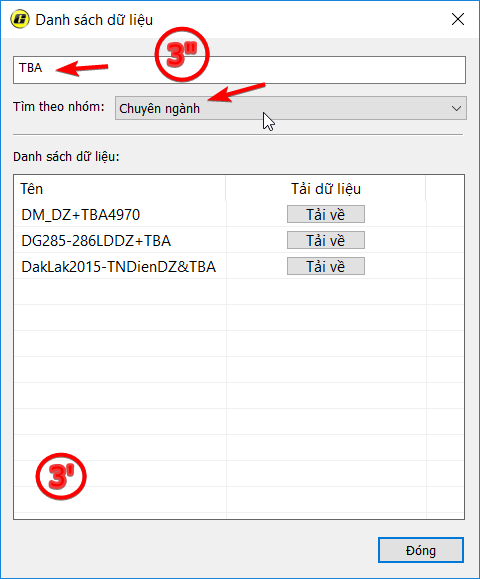 Danh sách dữ liệu
3"
TBA
Tìm theo nhóm: Chuyên ngành
Danh sách dữ liệu:
Tên Tải dữ liệu
DM_DZ+TBA4970 Tải về
DG285-286LDDZ+TBA Tải về
DakLak2015-TNDienDZ&TBA Tải về
3'
Đóng